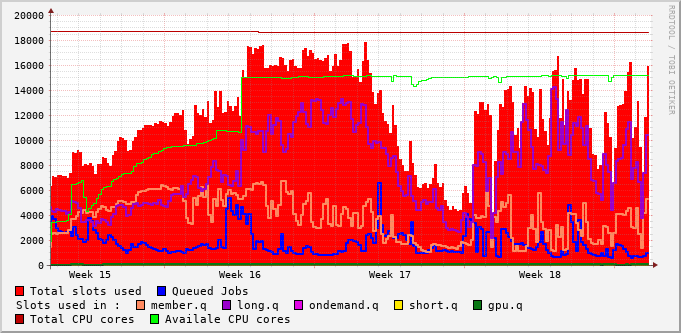 20000
18000
16000
14000
12000
10000
8000
6000
4000
2000
0
Week 15 Week 16 Week 17 Week 18
RRDTOOL / TOBI OETIKER
Total slots used Queued Jobs
Slots used in : member.q long.q ondemand.q short.q gpu.q
Total CPU cores Availale CPU cores